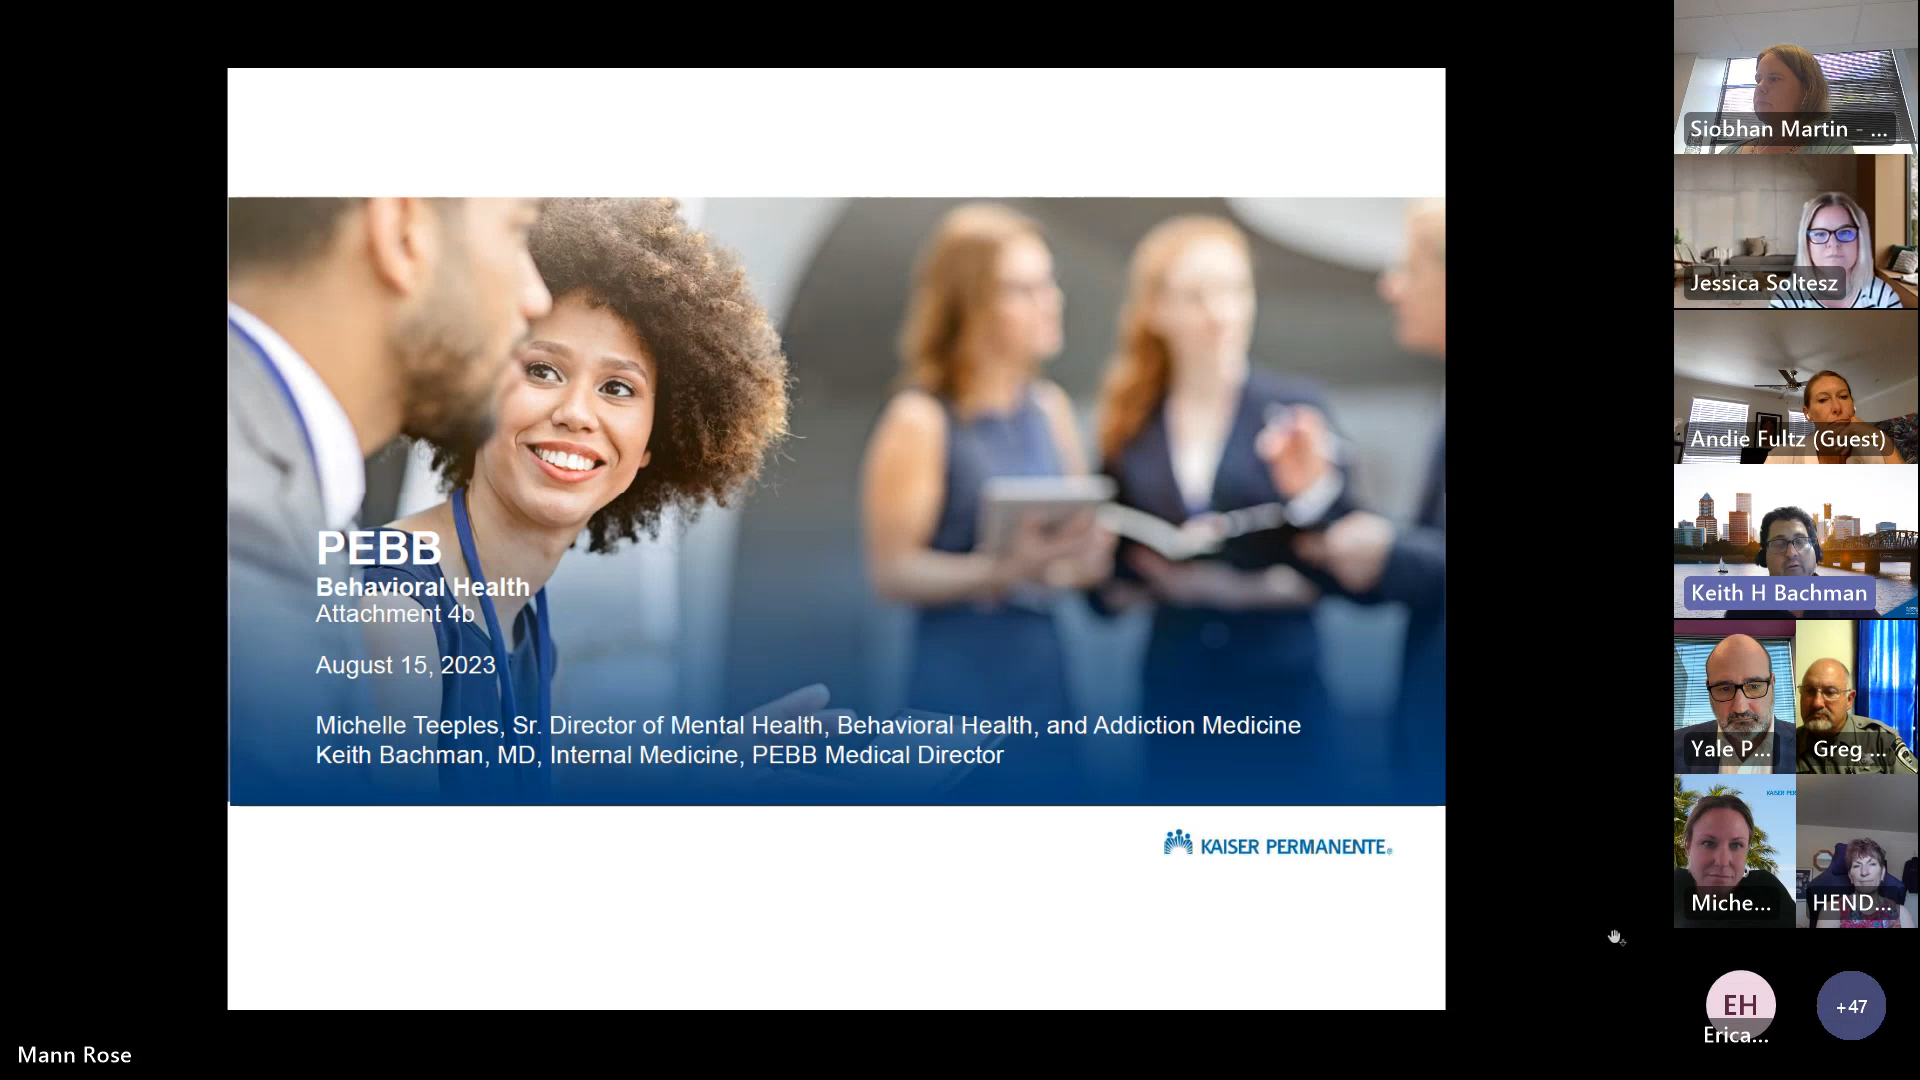 PEBB
Behavioral Health
Attachment 4b
August 15, 2023
Michelle Teeples, Sr. Director of Mental Health, Behavioral Health, and Addiction Medicine
Keith Bachman, MD, Internal Medicine, PEBB Medical Director
KAISER PERMANENTE®
Mann Rose
Siobhan Martin - ...
Jessica Soltesz
Andie Fultz (Guest)
Keith H Bachman
Yale P...
Greg ...
KAISER PER
Miche...
HEND...
EH
Erica...
+47